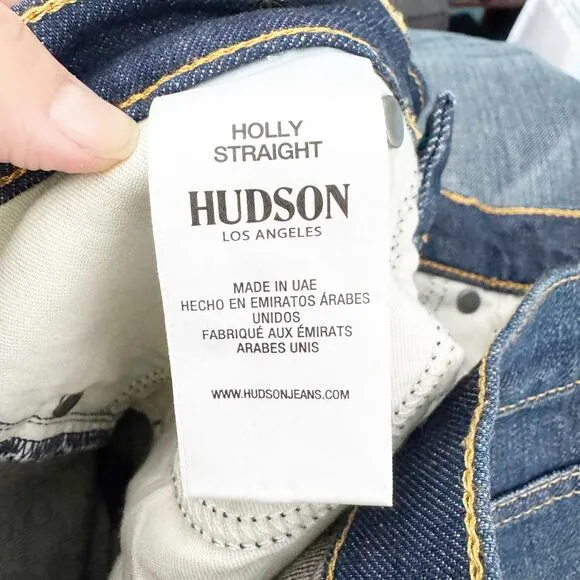 HOLLY
STRAIGHT
HUDSON
LOS ANGELES
MADE IN UAE
HECHO EN EMIRATOS ÁRABES
UNIDOS
FABRIQUÉ AUX ÉMIRATS
ARABES UNIS
WWW.HUDSONJEANS.COM